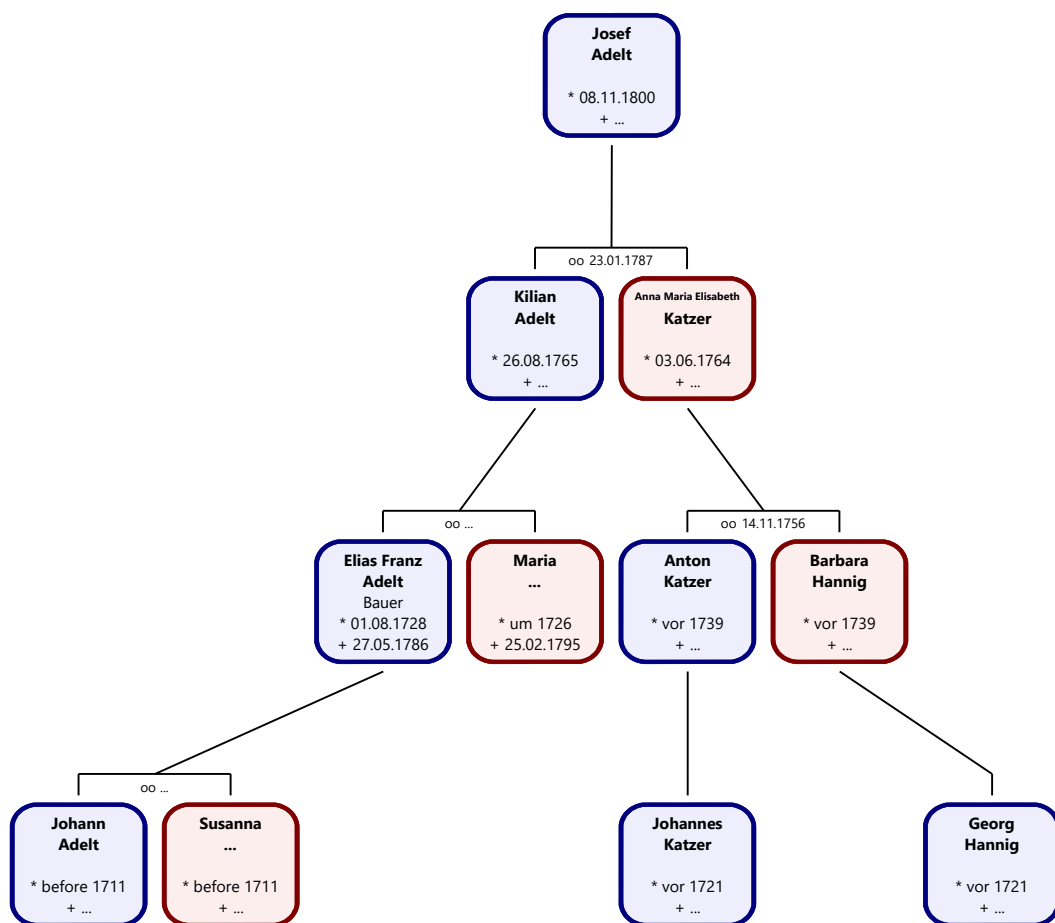 Josef
Adelt
* 08.11.1800
+ ...
oo 23.01.1787
Kilian
Adelt
* 26.08.1765
+ ...
Anna Maria Elisabeth
Katzer
* 03.06.1764
+ ...
oo ...
oo 14.11.1756
Elias Franz
Adelt
Bauer
* 01.08.1728
+ 27.05.1786
Maria
...
* um 1726
+ 25.02.1795
Anton
Katzer
* vor 1739
+ ...
Barbara
Hannig
* vor 1739
+ ...
oo ...
Johann
Adelt
* before 1711
+ ...
Susanna
...
* before 1711
+ ...
Johannes
Katzer
* vor 1721
+ ...
Georg
Hannig
* vor 1721
+ ...